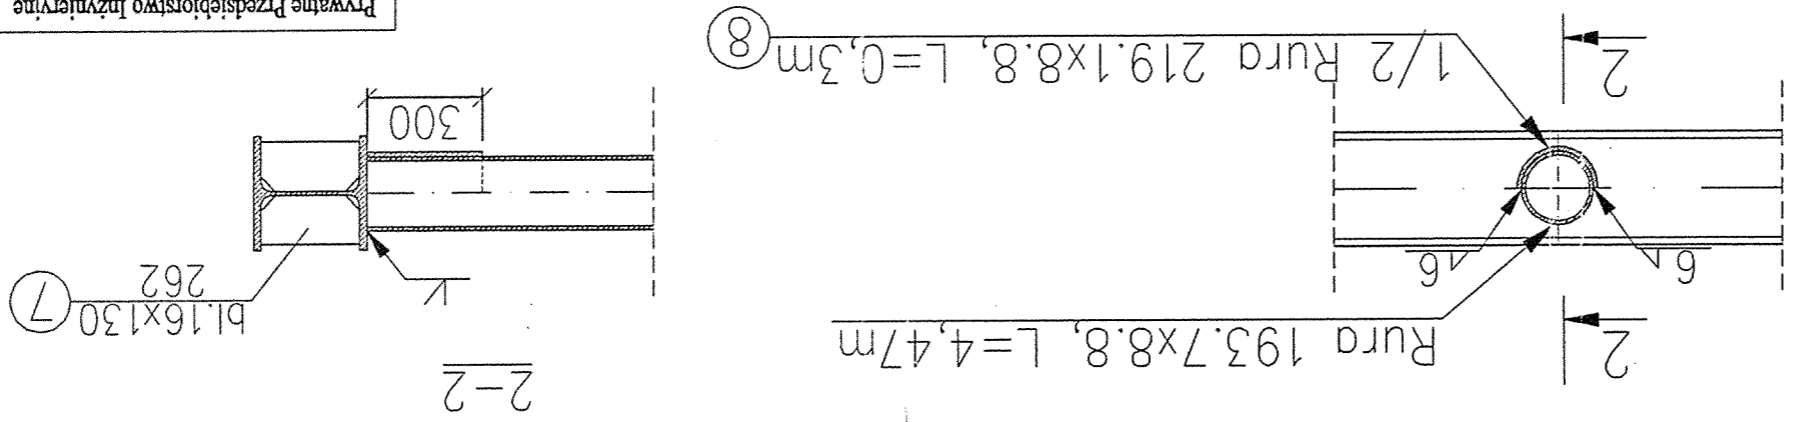 2
Rura 193.7x8.8, L=4,47m
6
6
2
1/2 Rura 219.1x8.8, L=0,3m
8
2-2
V
bl.16x130
262
7
300
Prywatne Przedsiębiorstwo Inżynieryjne